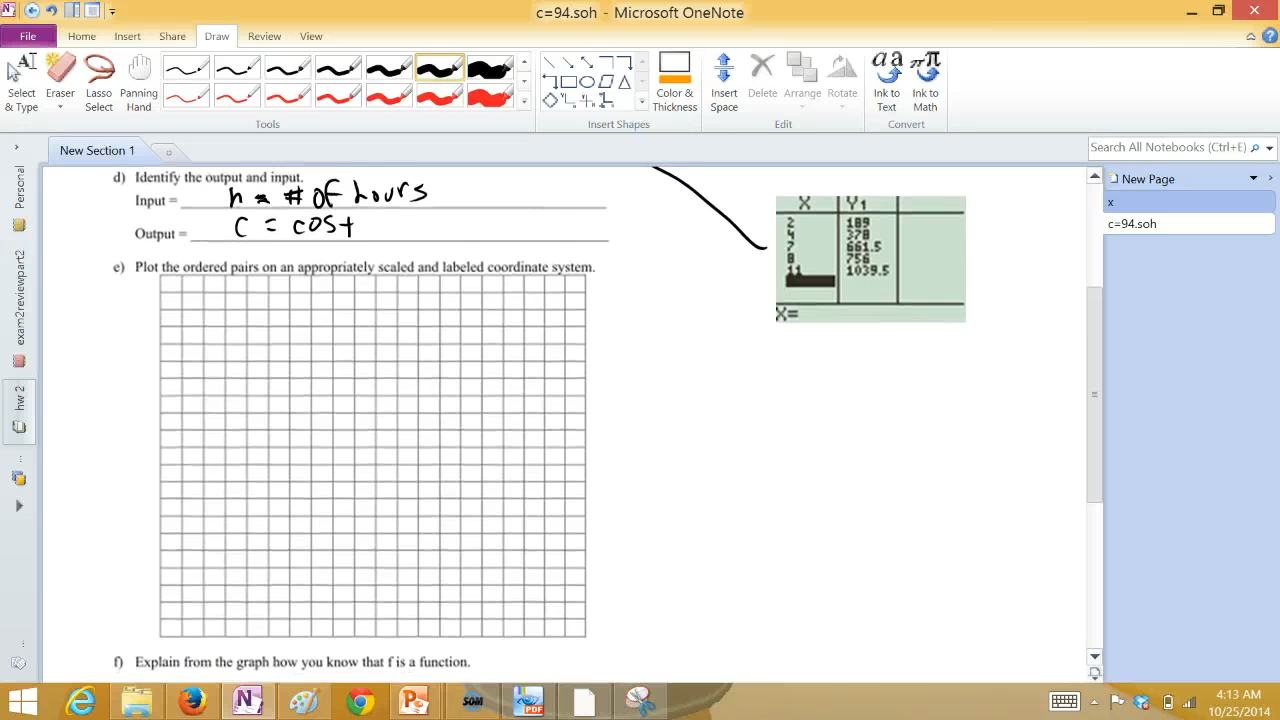 c=94.soh - Microsoft OneNote
File Home Insert Share Draw Review View
Select & Type
Eraser
Lasso Select
Panning Hand
Color & Thickness
Insert Space
Delete
Arrange
Rotate
Ink to Text
Ink to Math
Tools Insert Shapes Edit Convert
New Section 1
Search All Notebooks (Ctrl+E)
New Page
x
c=94.soh
Personal
exam2reviewpart2
hw 2
d) Identify the output and input.
Input = h = # of hours
Output = c = cost
e) Plot the ordered pairs on an appropriately scaled and labeled coordinate system.
X Y1
2 189
4 378
7 661.5
8 756
11 1039.5
X=
f) Explain from the graph how you know that f is a function.
SOM
PDF
4:13 AM
10/25/2014